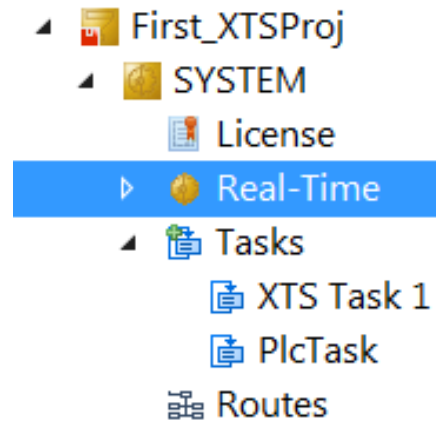 First_XTSProj
SYSTEM
License
Real-Time
Tasks
XTS Task 1
PlcTask
Routes